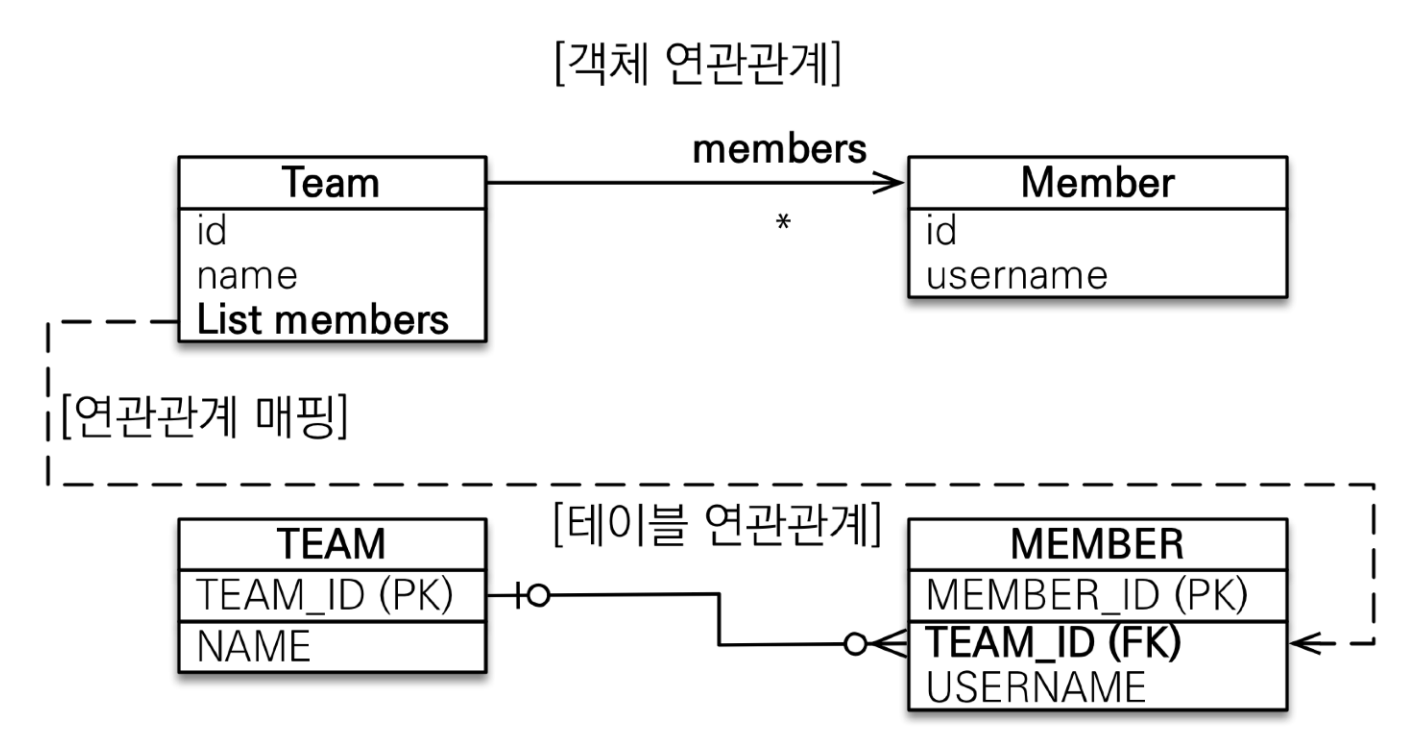 [객체 연관관계]
members
Team
id
name
List members
*
Member
id
username
[연관관계 매핑]
[테이블 연관관계]
TEAM
TEAM_ID (PK)
NAME
MEMBER
MEMBER_ID (PK)
TEAM_ID (FK)
USERNAME